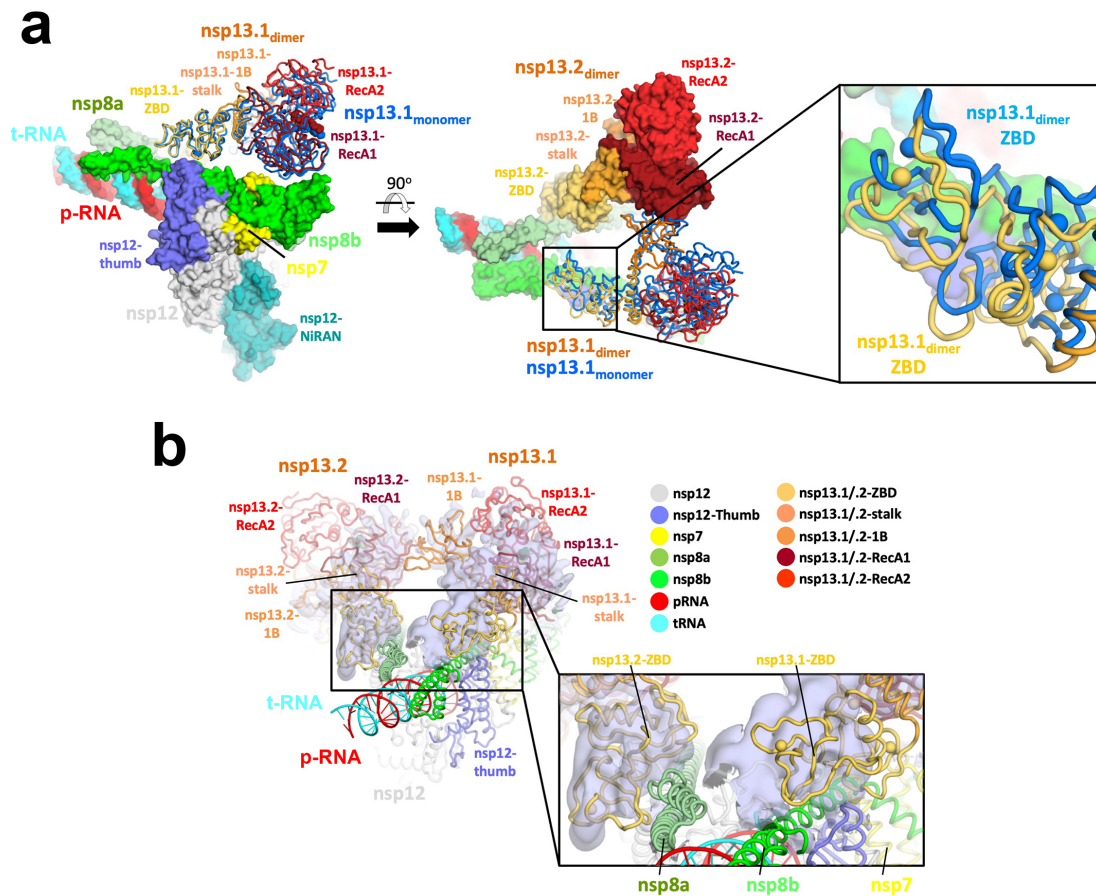 a
nsp13.1dimer
nsp13.1-
nsp13.1-1B
stalk
nsp13.1-
ZBD
nsp8a
t-RNA
nsp13.1-
RecA2
nsp13.1monomer
nsp13.1-
RecA1
p-RNA
nsp12-
thumb
nsp8b
nsp7
nsp12
nsp12-
NiRAN
90°
nsp13.2dimer
nsp13.2-
RecA2
nsp13.2-
1B
nsp13.2-
stalk
nsp13.2-
RecA1
nsp13.2-
ZBD
nsp13.1dimer
nsp13.1monomer
nsp13.1dimer
ZBD
nsp13.1dimer
ZBD
b
nsp13.2
nsp13.1
nsp13.2-
RecA1
nsp13.1-
1B
nsp13.2-
RecA2
nsp13.1-
RecA2
nsp13.1-
RecA1
nsp13.2-
stalk
nsp13.1-
stalk
nsp13.2-
1B
t-RNA
p-RNA
nsp12-
thumb
nsp12
nsp12
nsp12-Thumb
nsp7
nsp8a
nsp8b
pRNA
tRNA
nsp13.1/.2-ZBD
nsp13.1/.2-stalk
nsp13.1/.2-1B
nsp13.1/.2-RecA1
nsp13.1/.2-RecA2
nsp13.2-ZBD
nsp13.1-ZBD
nsp8a
nsp8b
nsp7